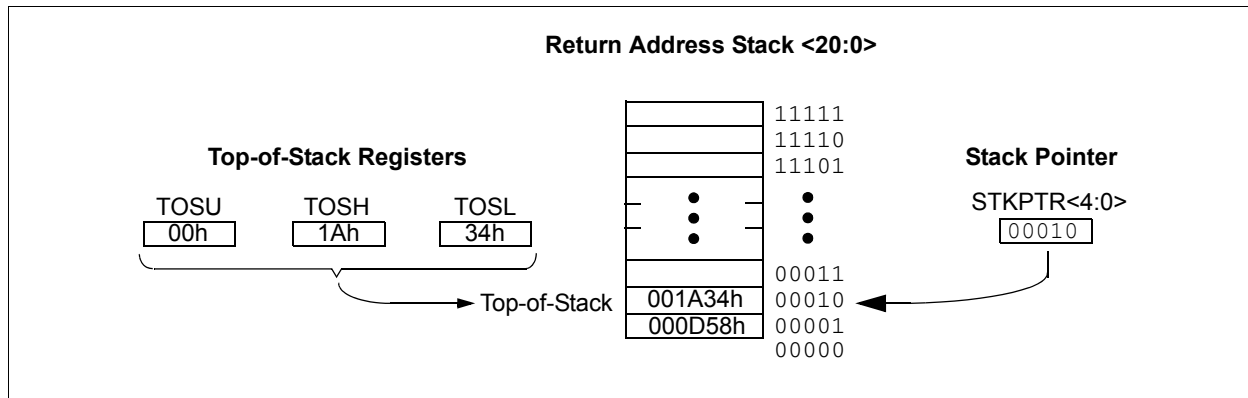 Return Address Stack <20:0>
11111
11110
11101
Top-of-Stack Registers
Stack Pointer
TOSU TOSH TOSL
00h 1Ah 34h
STKPTR<4:0>
00010
00011
Top-of-Stack 001A34h 00010
000D58h 00001
00000